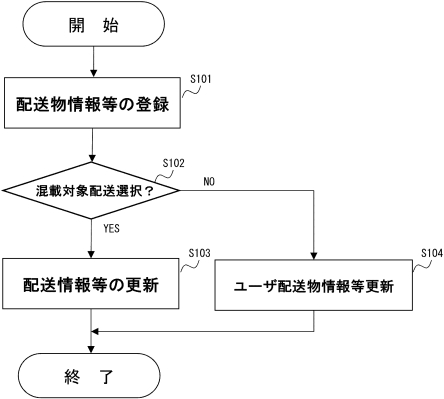 開 始
S101
配送物情報等の登録
S102
混載対象配送選択？
NO
YES
S103
配送情報等の更新
S104
ユーザ配送物情報等更新
終 了